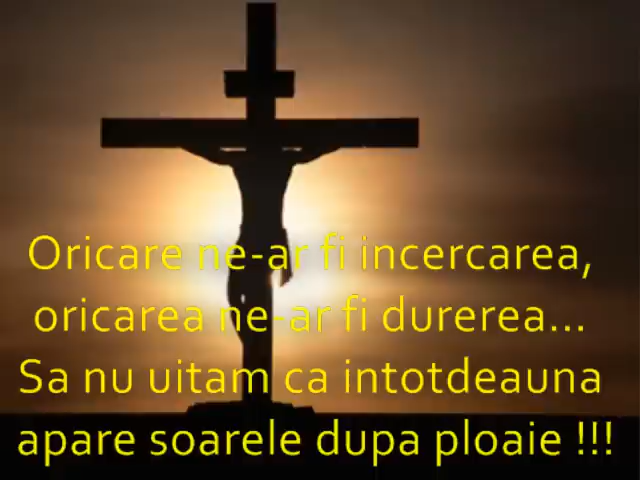 Oricare ne-ar fi incercarea,
oricarea ne-ar fi durerea...
Sa nu uitam ca intotdeauna
apare soarele dupa ploaie !!!